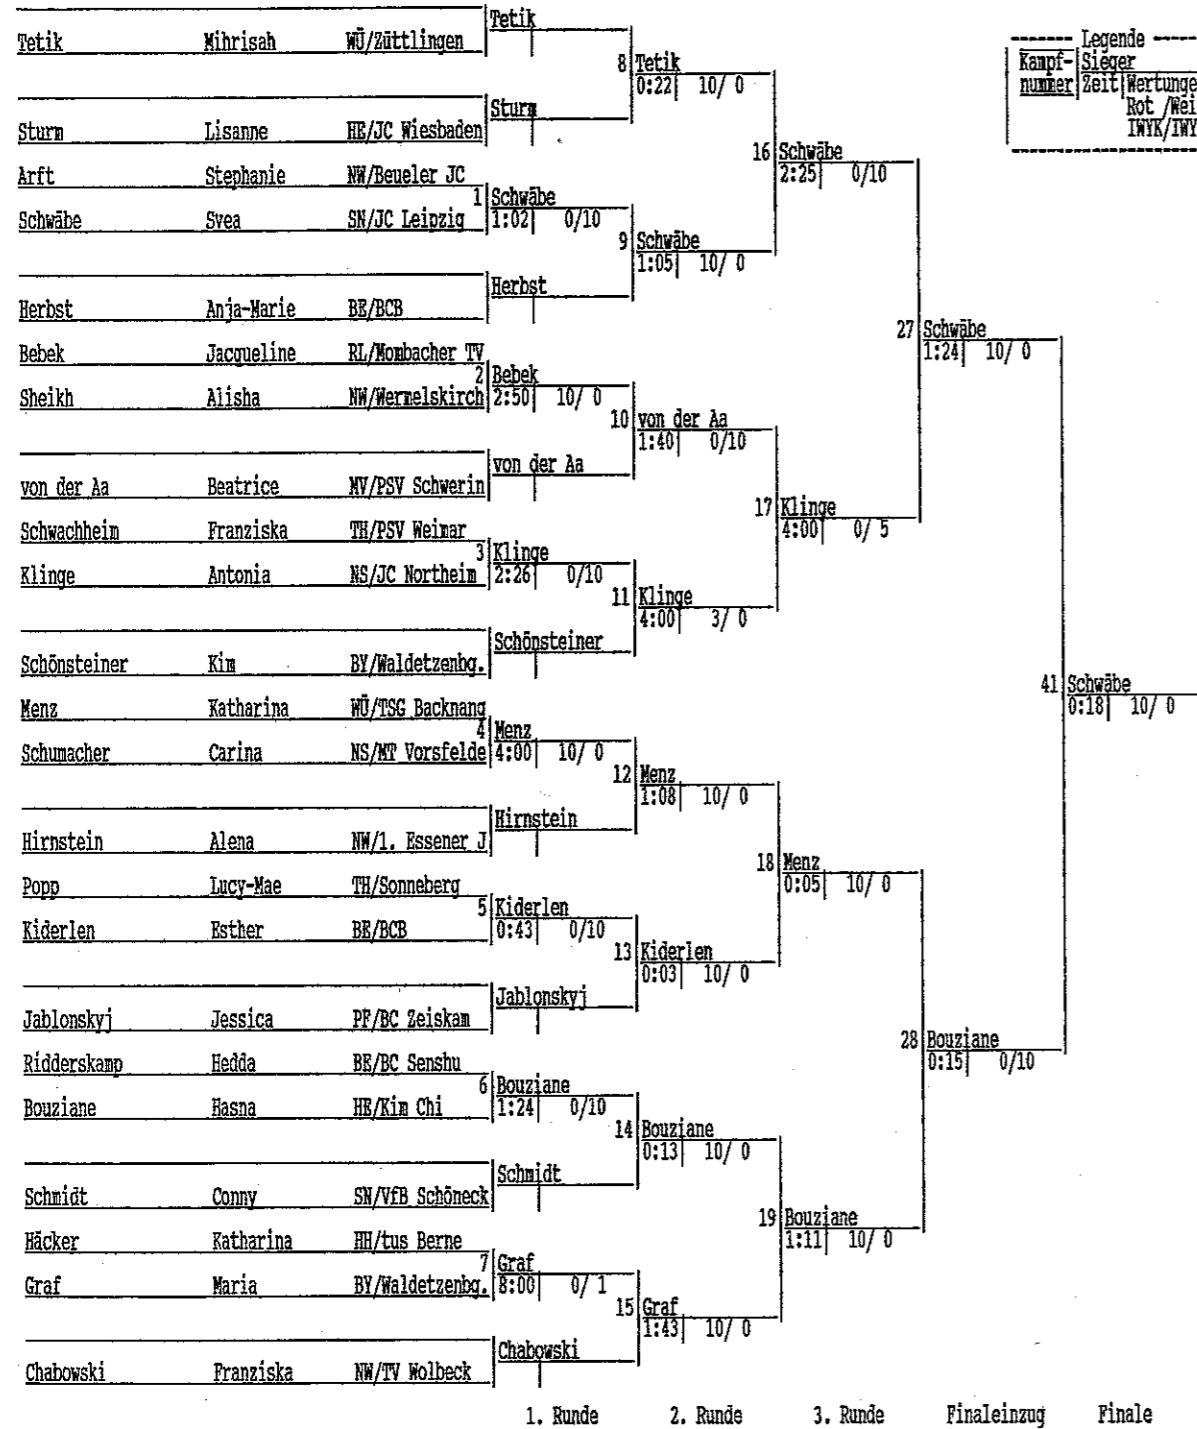 Tetik
Tetik Mihrisah WÜ/Züttlingen
------ Legende -----
8 Tetik
Kampf- Sieger
0:22 10/ 0
nummer Zeit Wertunge
Sturm
Rot /Wei
Sturm Lisanne HE/JC Wiesbaden
IWYK/IWY
16 Schwäbe
Arft Stephanie NW/Beueler JC
2:25 0/10
1 Schwäbe
Schwäbe Svea SN/JC Leipzig 1:02 0/10
9 Schwäbe
1:05 10/ 0
Herbst
Herbst Anja-Marie BE/BCB
27 Schwäbe
Bebek Jacqueline RL/Mombacher TV
1:24 10/ 0
2 Bebek
Sheikh Alisha NW/Wermelskirch 2:50 10/ 0
10 von der Aa
1:40 0/10
von der Aa
von der Aa Beatrice MV/PSV Schwerin
17 Klinge
Schwachheim Franziska TH/PSV Weimar
4:00 0/ 5
3 Klinge
Klinge Antonia NS/JC Northeim 2:26 0/10
11 Klinge
4:00 3/ 0
Schönsteiner
Schönsteiner Kim BY/Waldetzenbg.
41 Schwäbe
Menz Katharina WÜ/TSG Backnang
0:18 10/ 0
4 Menz
Schumacher Carina NS/MT Vorsfelde 4:00 10/ 0
12 Menz
1:08 10/ 0
Hirnstein
Hirnstein Alena NW/1. Essener J
18 Menz
Popp Lucy-Mae TH/Sonneberg
0:05 10/ 0
5 Kiderlen
Kiderlen Esther BE/BCB 0:43 0/10
13 Kiderlen
0:03 10/ 0
Jablonskyj
Jablonskyj Jessica PF/BC Zeiskam
28 Bouziane
Ridderskamp Hedda BE/BC Senshu
0:15 0/10
6 Bouziane
Bouziane Hasna HE/Kim Chi 1:24 0/10
14 Bouziane
0:13 10/ 0
Schmidt
Schmidt Conny SN/VfB Schöneck
19 Bouziane
Häcker Katharina HH/tus Berne
1:11 10/ 0
7 Graf
Graf Maria BY/Waldetzenbg. 8:00 0/ 1
15 Graf
1:43 10/ 0
Chabowski
Chabowski Franziska NW/TV Wolbeck
1. Runde 2. Runde 3. Runde Finaleinzug Finale